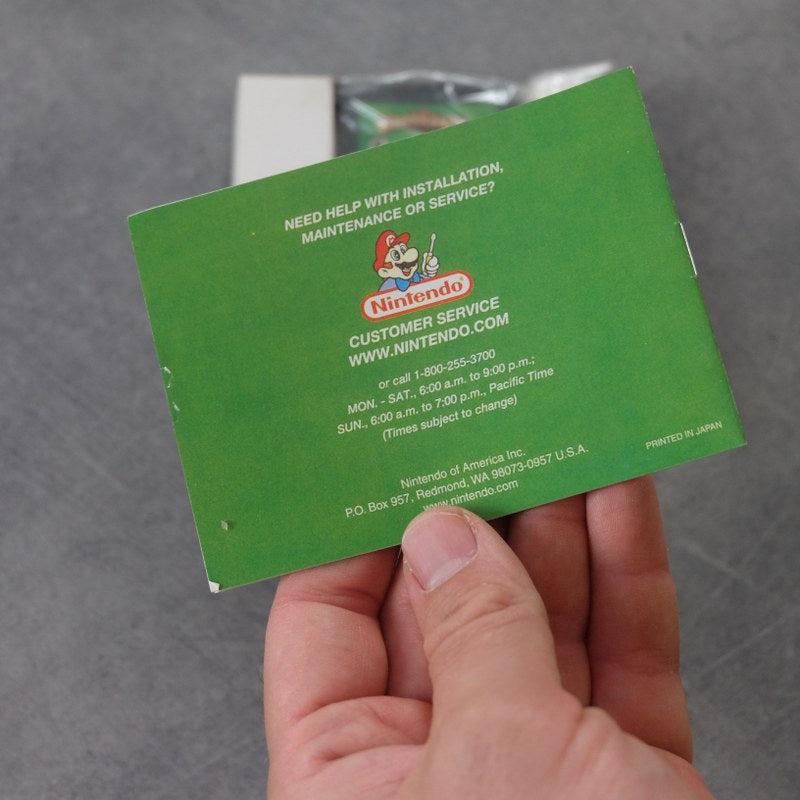 NEED HELP WITH INSTALLATION,
MAINTENANCE OR SERVICE?
Nintendo®
CUSTOMER SERVICE
WWW.NINTENDO.COM
or call 1-800-255-3700
MON. - SAT., 6:00 a.m. to 9:00 p.m.;
SUN., 6:00 a.m. to 7:00 p.m., Pacific Time
(Times subject to change)
Nintendo of America Inc.
P.O. Box 957, Redmond, WA 98073-0957 U.S.A.
www.nintendo.com
PRINTED IN JAPAN